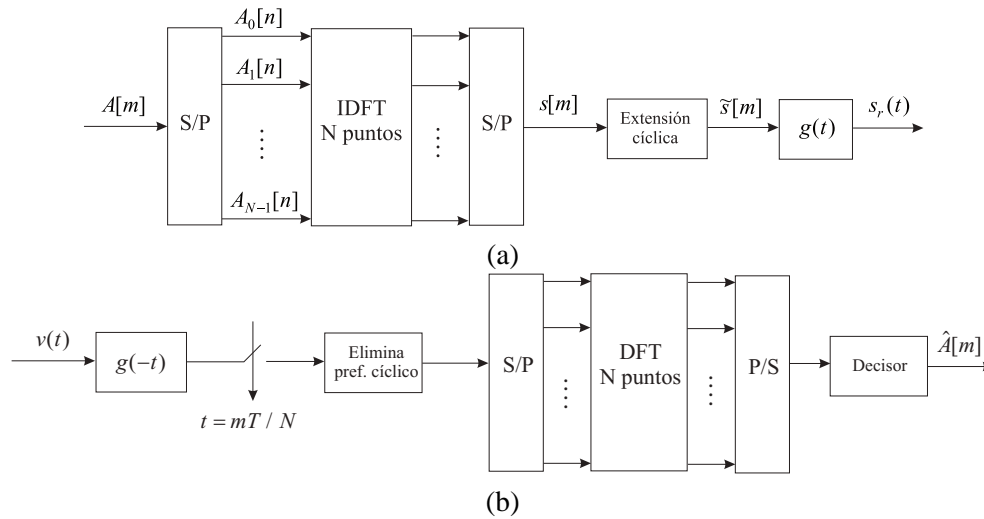 A[m]
S/P
A_0[n]
A_1[n]
⋮
A_{N-1}[n]
IDFT
N puntos
⋮
S/P
s[m]
Extensión
cíclica
s̃[m]
g(t)
s_r(t)
(a)
v(t)
g(-t)
t = mT / N
Elimina
pref. cíclico
S/P
⋮
DFT
N puntos
⋮
P/S
Decisor
Â[m]
(b)